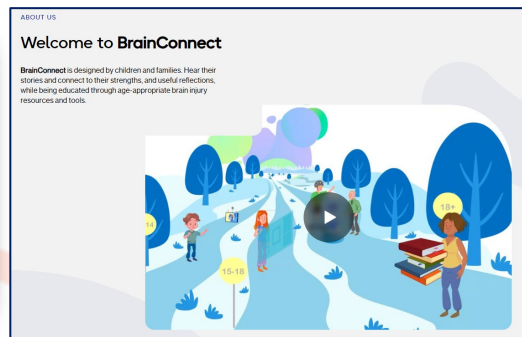 ABOUT US
Welcome to BrainConnect
BrainConnect is designed by children and families. Hear their
stories and connect to their strengths, and useful reflections,
while being educated through age-appropriate brain injury
resources and tools.
18+
14
15-18